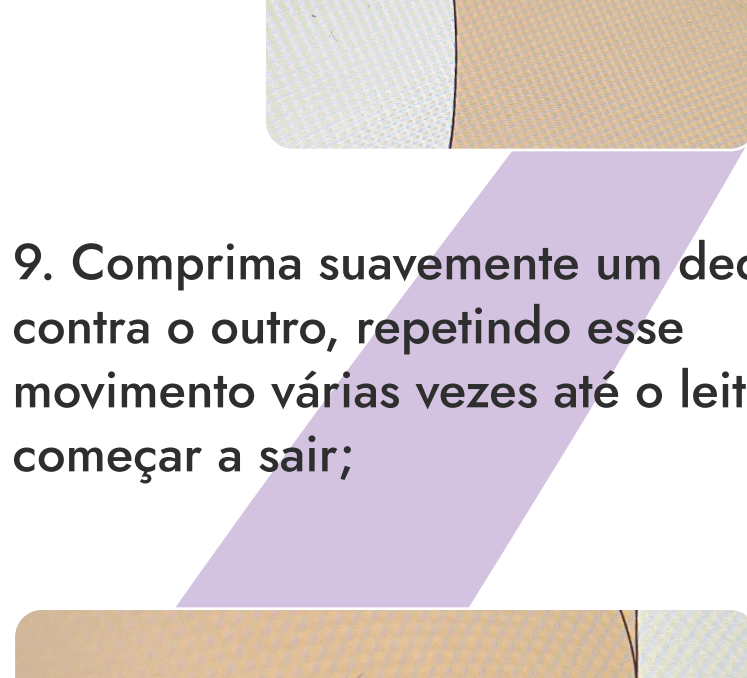 9. Comprima suavemente um
contra o outro, repetindo esse
movimento várias vezes até o
começar a sair;